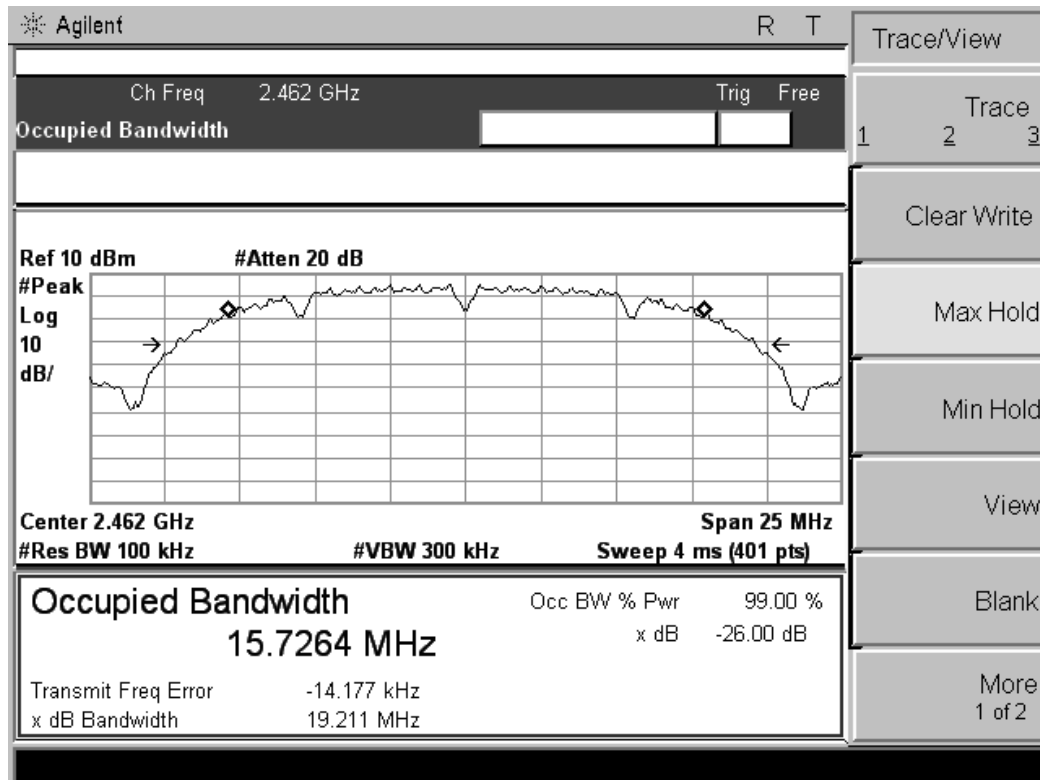 Agilent
R T
Trace/View
Ch Freq 2.462 GHz Trig Free
Occupied Bandwidth
Trace
1 2 3
Clear Write
Max Hold
Min Hold
View
Blank
More
1 of 2
Ref 10 dBm #Atten 20 dB
#Peak
Log
10
dB/
Center 2.462 GHz Span 25 MHz
#Res BW 100 kHz #VBW 300 kHz Sweep 4 ms (401 pts)
Occupied Bandwidth
15.7264 MHz
Occ BW % Pwr 99.00 %
x dB -26.00 dB
Transmit Freq Error -14.177 kHz
x dB Bandwidth 19.211 MHz